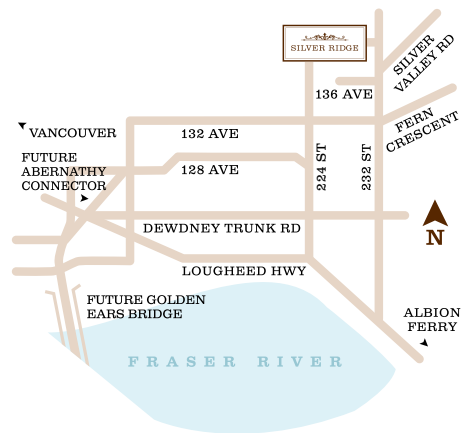 SILVER RIDGE
SILVER
VALLEY RD
136 AVE
FERN
CRESCENT
VANCOUVER
132 AVE
FUTURE
ABERNATHY
CONNECTOR
128 AVE
224 ST
232 ST
DEWDNEY TRUNK RD
N
LOUGHEED HWY
FUTURE GOLDEN
EARS BRIDGE
ALBION
FERRY
FRASER RIVER